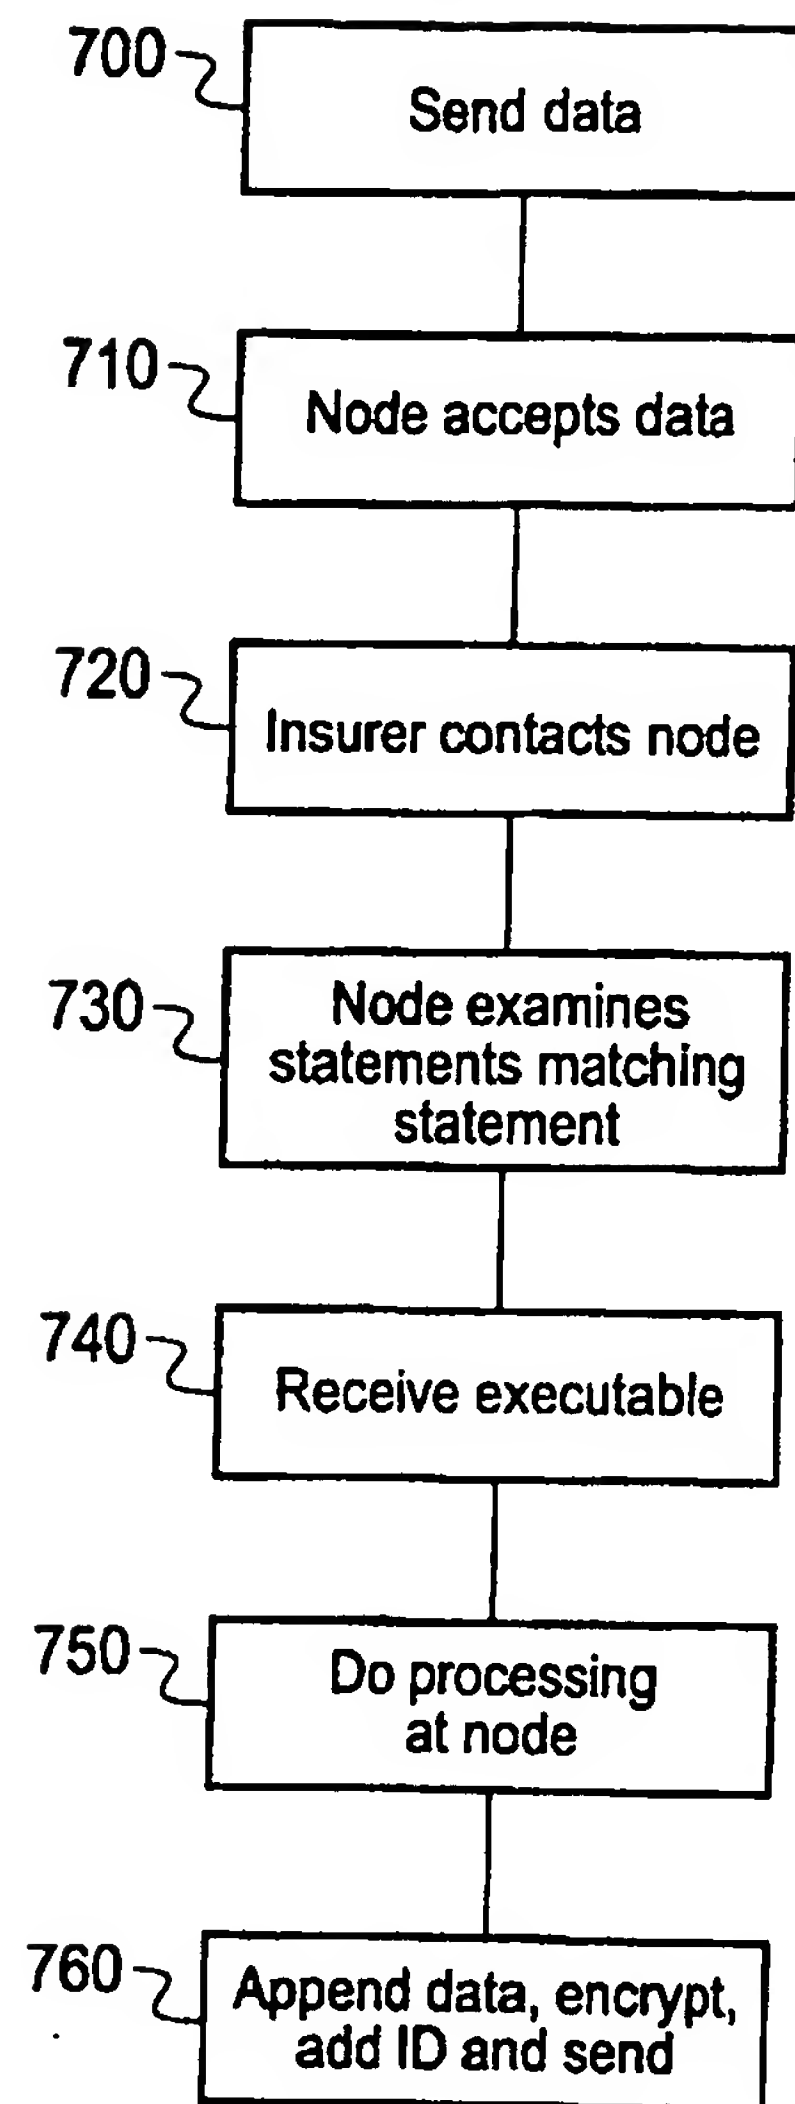 700
Send data
710
Node accepts data
720
Insurer contacts node
730
Node examines
statements matching
statement
740
Receive executable
750
Do processing
at node
760
Append data, encrypt,
add ID and send